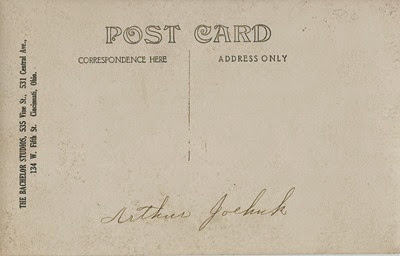 POST CARD
CORRESPONDENCE HERE
ADDRESS ONLY
THE BACHELOR STUDIOS, 535 Vine St., 531 Central Ave.,
134 W. Fifth St. Cincinnati, Ohio.
Arthur